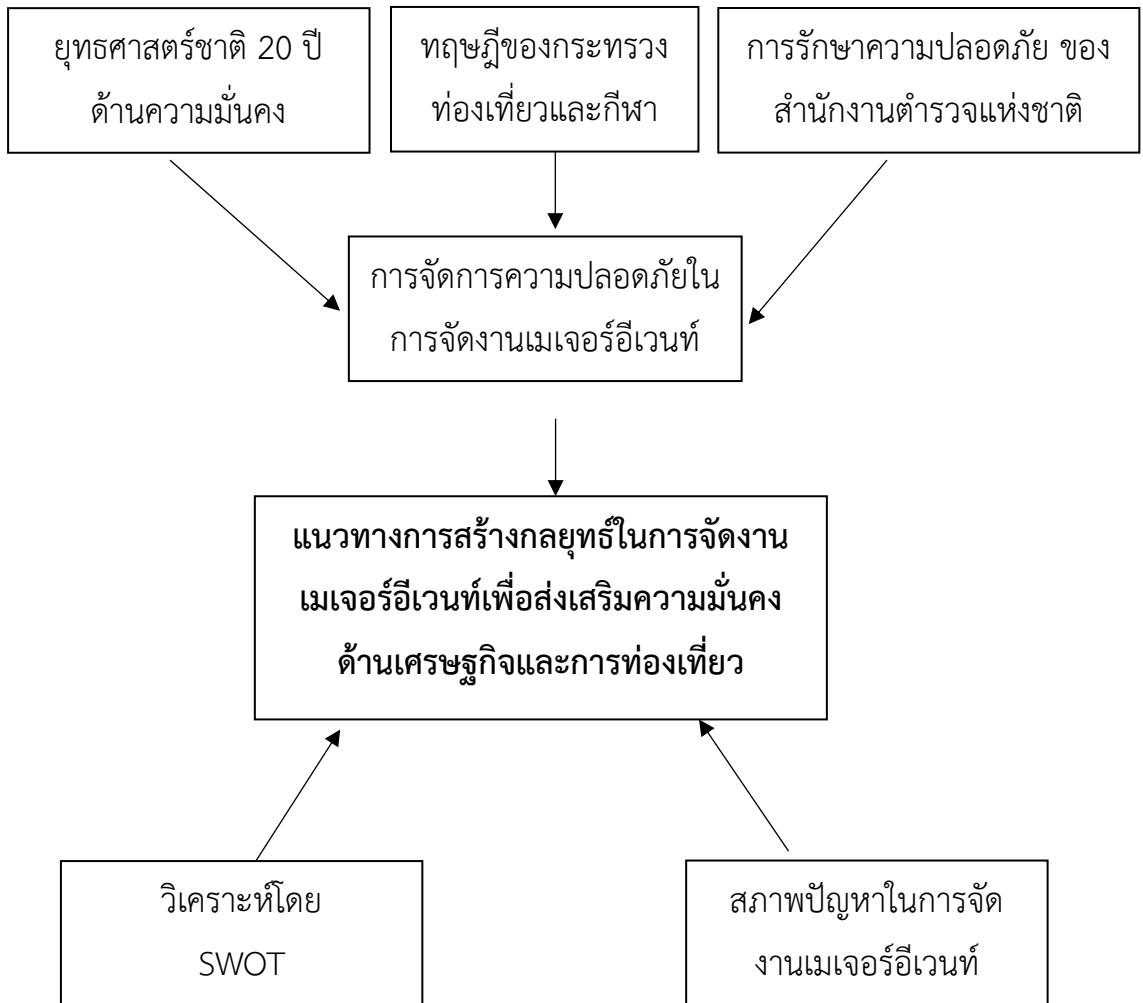 ยุทธศาสตร์ชาติ 20 ปี
ด้านความมั่นคง
ทฤษฎีของกระทรวง
ท่องเที่ยวและกีฬา
การรักษาความปลอดภัย ของ
สำนักงานตำรวจแห่งชาติ
การจัดการความปลอดภัยใน
การจัดงานเมเจอร์อีเวนท์
แนวทางการสร้างกลยุทธ์ในการจัดงาน
เมเจอร์อีเวนท์เพื่อส่งเสริมความมั่นคง
ด้านเศรษฐกิจและการท่องเที่ยว
วิเคราะห์โดย
SWOT
สภาพปัญหาในการจัด
งานเมเจอร์อีเวนท์